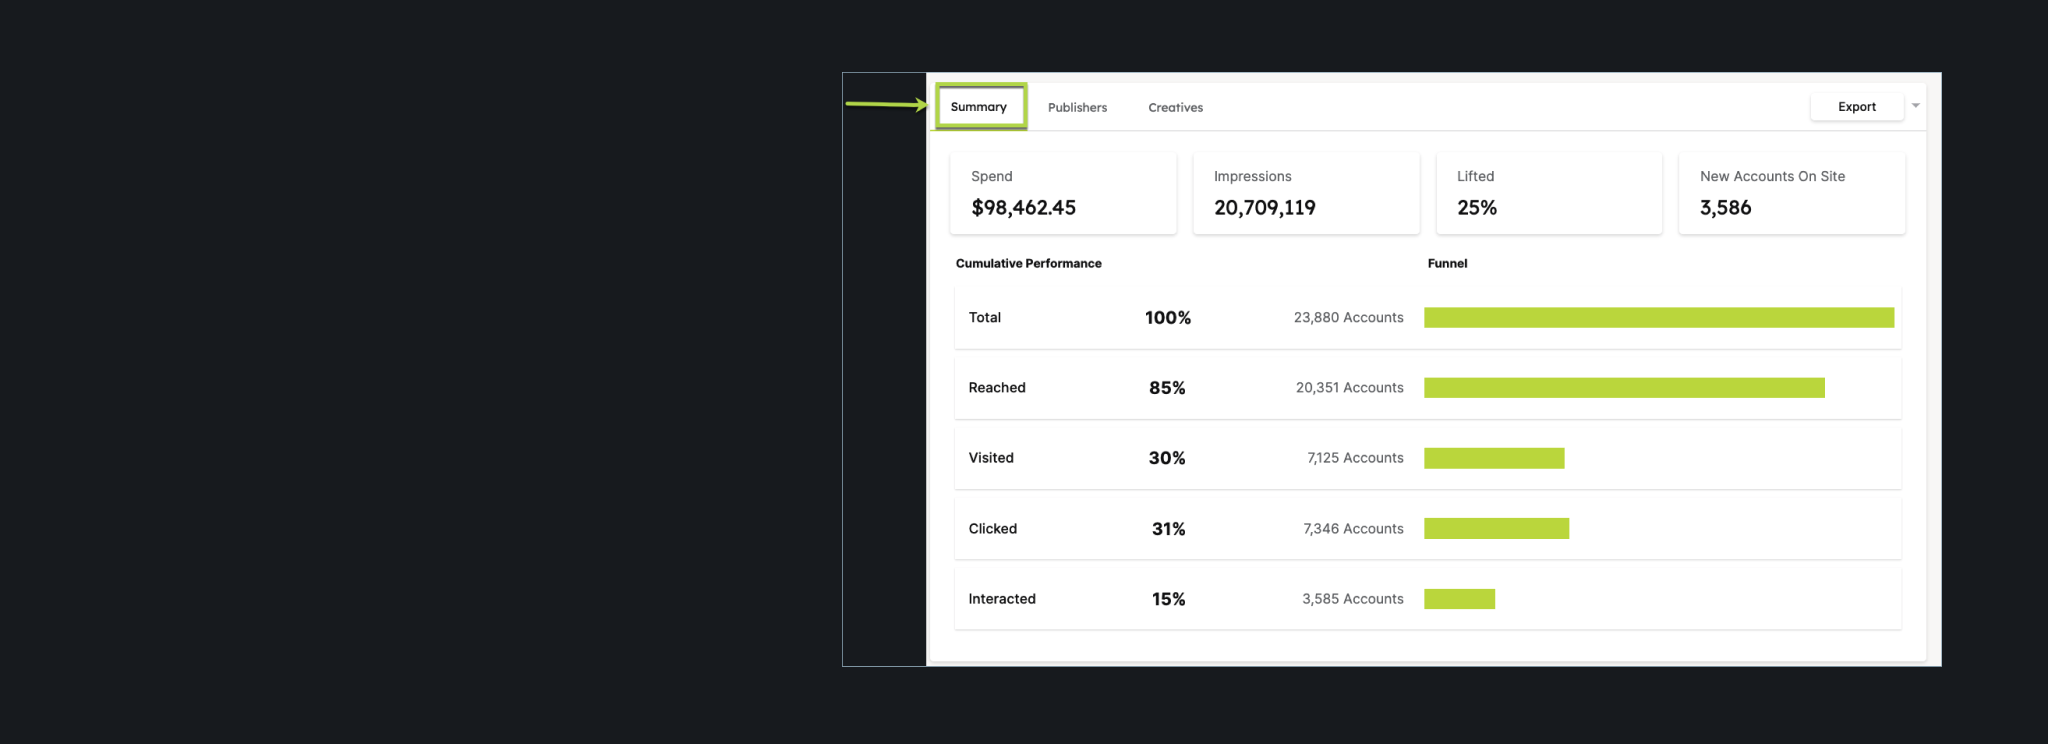 Summary Publishers Creatives Export
Spend Impressions Lifted New Accounts On Site
$98,462.45 20,709,119 25% 3,586
Cumulative Performance Funnel
Total 100% 23,880 Accounts
Reached 85% 20,351 Accounts
Visited 30% 7,125 Accounts
Clicked 31% 7,346 Accounts
Interacted 15% 3,585 Accounts